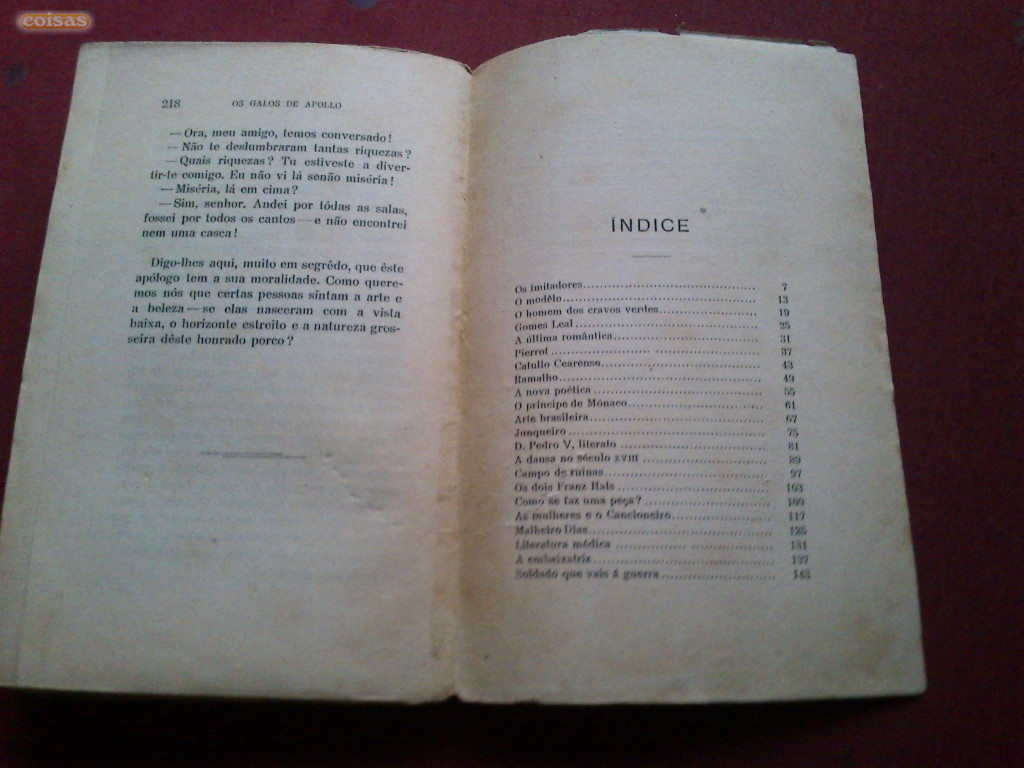 coisas
218 OS GALOS DE APOLLO
—Ora, meu amigo, temos conversado!
—Não te deslumbraram tantas riquezas?
—Quais riquezas? Tu estiveste a diver-
tir-te comigo. Eu não vi lá senão miséria!
—Miséria, lá em cima?
—Sim, senhor. Andei por tôdas as salas,
fossei por todos os cantos—e não encontrei
nem uma casca!
Digo-lhes aqui, muito em segrêdo, que êste
apólogo tem a sua moralidade. Como quere-
mos nós que certas pessoas sintam a arte e
a beleza—se elas nasceram com a vista
baixa, o horizonte estreito e a natureza gros-
seira dêste honrado porco?
ÍNDICE
Os imitadores 7
O modêlo 13
O homem dos cravos verdes 19
Gomes Leal 25
A última romântica 31
Pierrot 37
Catullo Cearense 43
Ramalho 49
A nova poética 55
O príncipe de Mónaco 61
Arte brasileira 67
Junqueiro 75
D. Pedro V, literato 81
A dansa no século XVIII 89
Campo de ruínas 97
Os dois Franz Hals 103
Como se faz uma peça? 109
As mulheres e o Cancioneiro 117
Malheiro Dias 125
Literatura médica 131
A embaixatriz 137
Soldado que vais á guerra 143